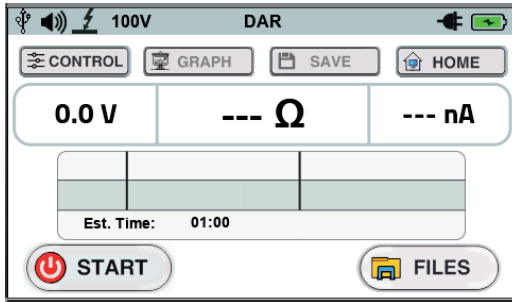 100V DAR
CONTROL GRAPH SAVE HOME
0.0 V --- Ω --- nA
Est. Time: 01:00
START FILES